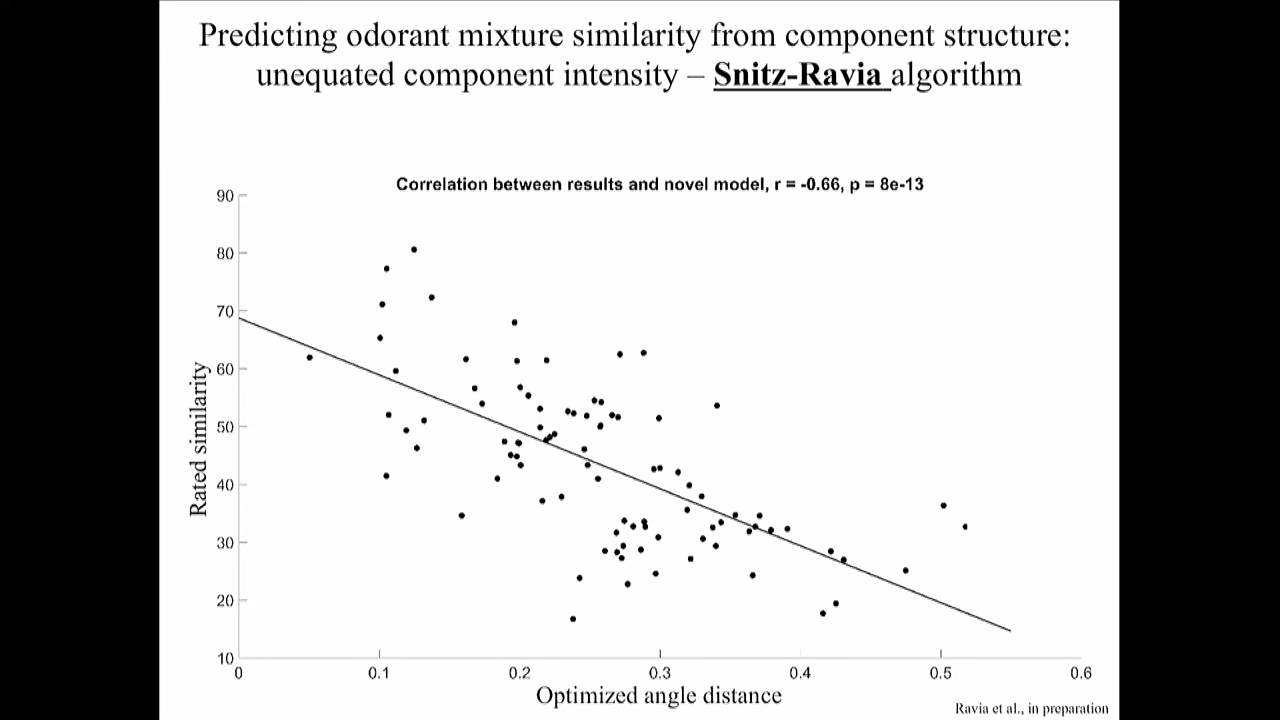 Predicting odorant mixture similarity from component structure:
unequated component intensity – Snitz-Ravia algorithm
Correlation between results and novel model, r = -0.66, p = 8e-13
90
80
70
60
50
40
30
20
10
Rated similarity
0 0.1 0.2 0.3 0.4 0.5 0.6
Optimized angle distance
Ravia et al., in preparation